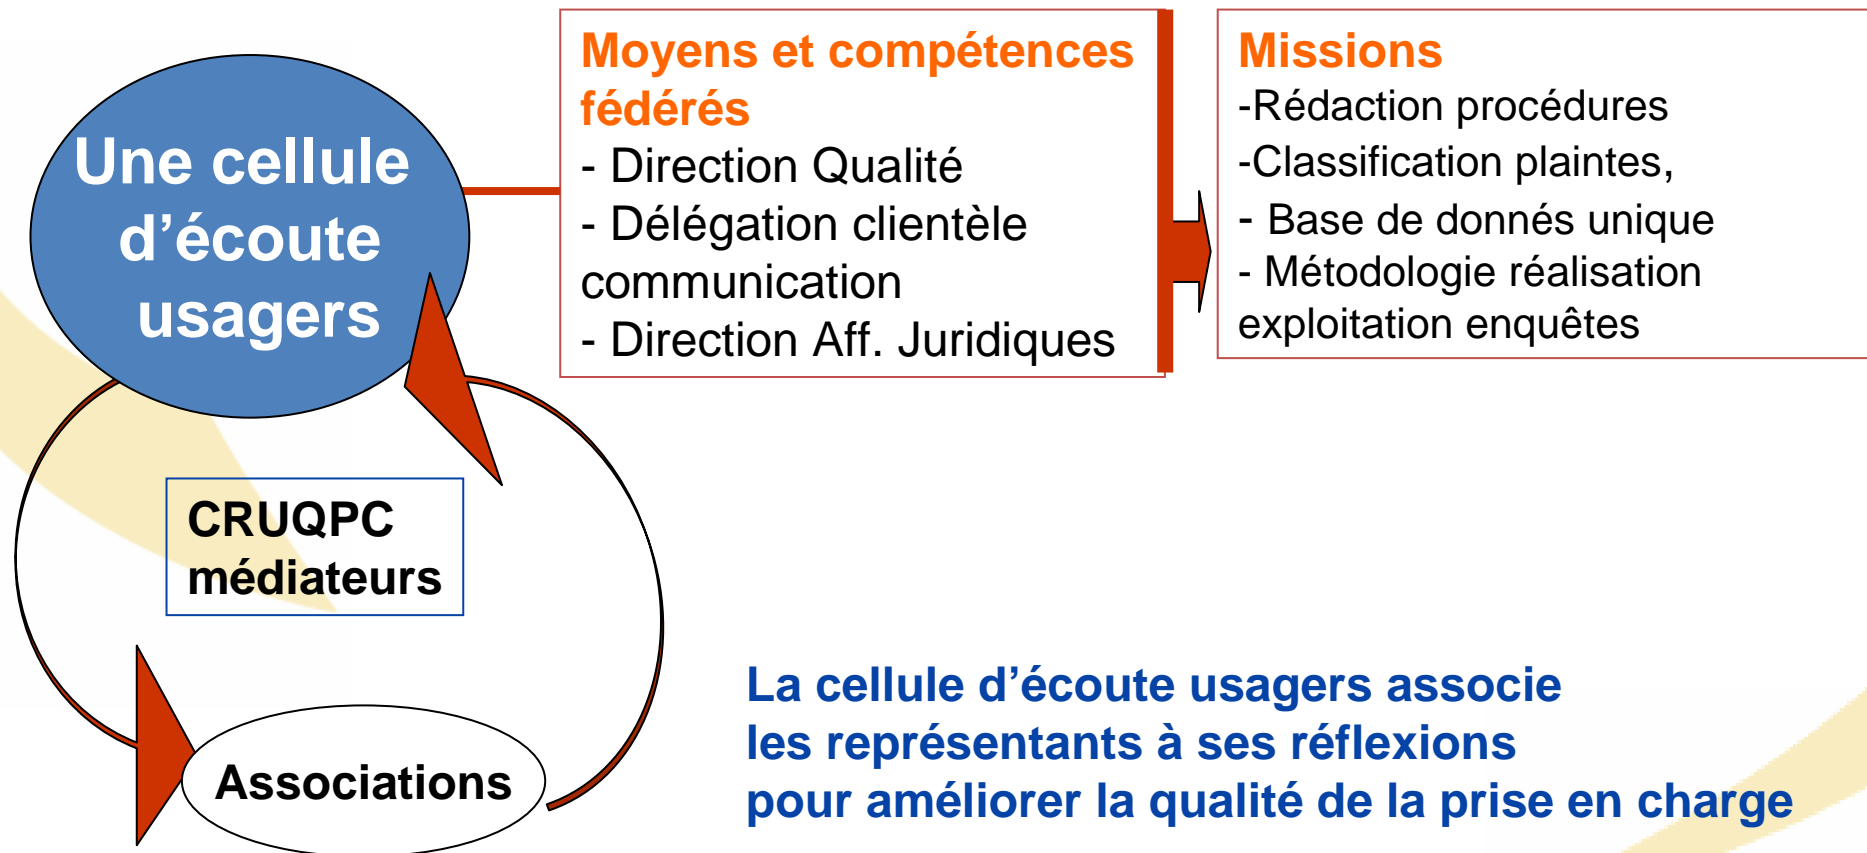 Une cellule
d’écoute
usagers
Moyens et compétences
fédérés
- Direction Qualité
- Délégation clientèle
communication
- Direction Aff. Juridiques
Missions
-Rédaction procédures
-Classification plaintes,
- Base de donnés unique
- Métodologie réalisation
exploitation enquêtes
CRUQPC
médiateurs
Associations
La cellule d’écoute usagers associe
les représentants à ses réflexions
pour améliorer la qualité de la prise en charge